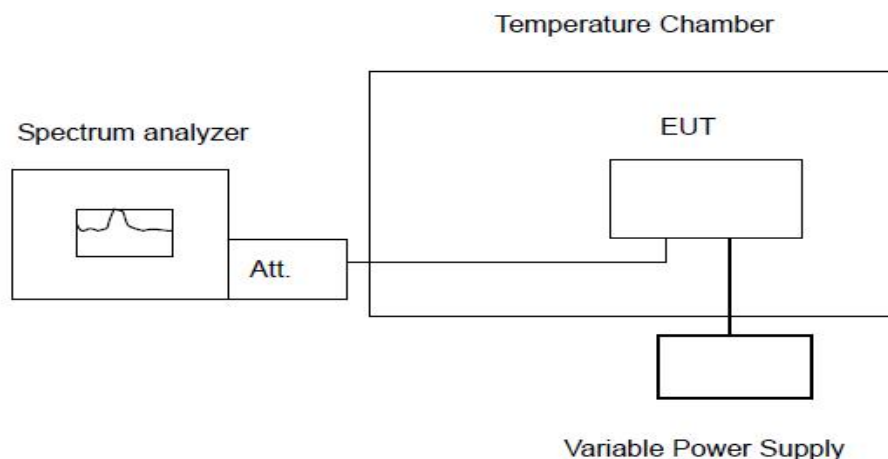 Temperature Chamber
Spectrum analyzer
EUT
Att.
Variable Power Supply